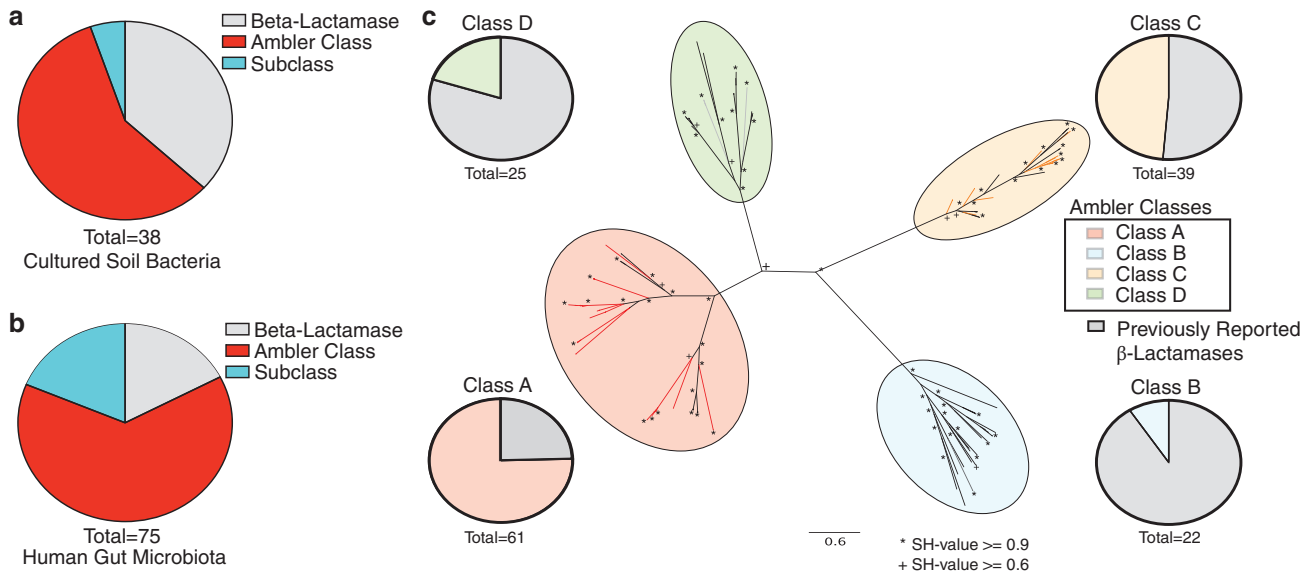 a
Beta-Lactamase
Ambler Class
Subclass
Total=38
Cultured Soil Bacteria
b
Beta-Lactamase
Ambler Class
Subclass
Total=75
Human Gut Microbiota
c
Class D
Total=25
Class C
Total=39
Ambler Classes
Class A
Class B
Class C
Class D
Previously Reported
β-Lactamases
Class A
Total=61
Class B
Total=22
0.6
* SH-value >= 0.9
+ SH-value >= 0.6